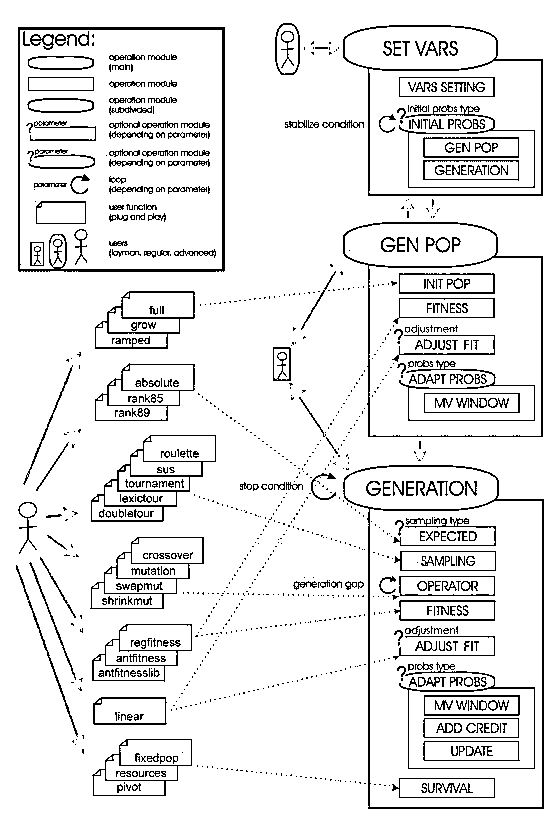 Legend:
operation module
(main)
operation module
operation module
(subdivided)
?parameter
optional operation module
(depending on parameter)
?parameter
optional operation module
(depending on parameter)
parameter
loop
(depending on parameter)
user function
(plug and play)
users
(layman, regular, advanced)
SET VARS
VARS SETTING
?initial probs type
stabilize condition
INITIAL PROBS
GEN POP
GENERATION
GEN POP
INIT POP
FITNESS
?adjustment
ADJUST FIT
?probs type
ADAPT PROBS
MV WINDOW
full
grow
ramped
absolute
rank85
rank89
roulette
sus
tournament
lexictour
doubletour
crossover
mutation
swapmut
shrinkmut
regfitness
antfitness
antfitnesslib
linear
fixedpop
resources
pivot
stop condition
GENERATION
?sampling type
EXPECTED
SAMPLING
generation gap
OPERATOR
FITNESS
?adjustment
ADJUST FIT
?probs type
ADAPT PROBS
MV WINDOW
ADD CREDIT
UPDATE
SURVIVAL